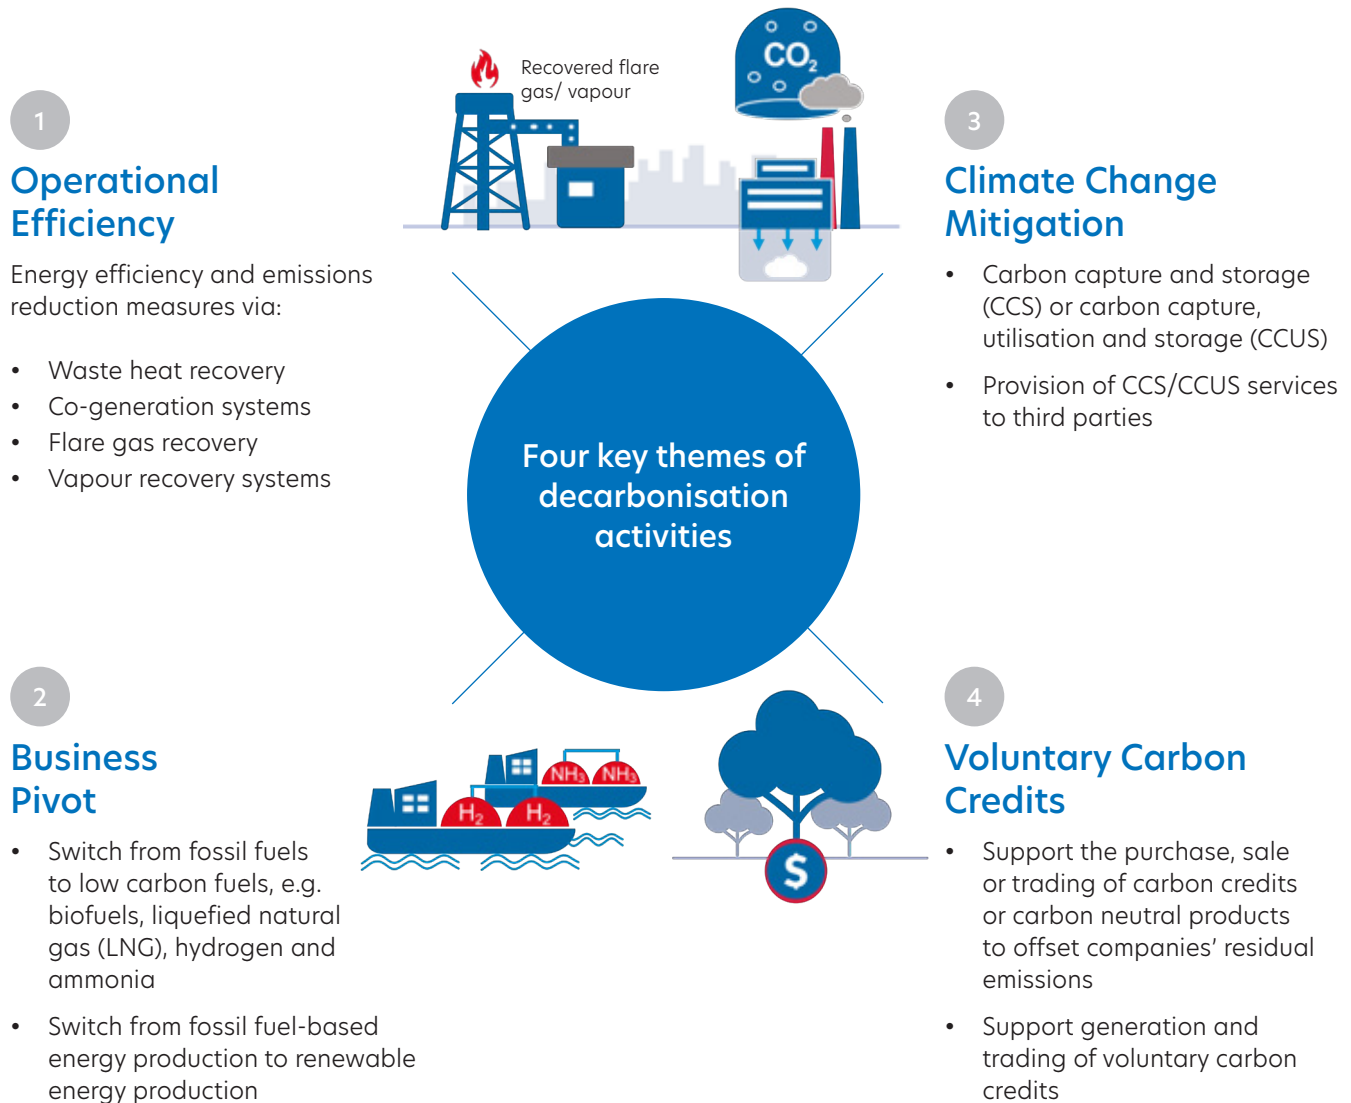 Recovered flare
gas/ vapour
CO₂
1
Operational
Efficiency
Energy efficiency and emissions
reduction measures via:
• Waste heat recovery
• Co-generation systems
• Flare gas recovery
• Vapour recovery systems
2
Business
Pivot
• Switch from fossil fuels
to low carbon fuels, e.g.
biofuels, liquefied natural
gas (LNG), hydrogen and
ammonia
• Switch from fossil fuel-based
energy production to renewable
energy production
Four key themes of
decarbonisation
activities
NH₃ NH₃
H₂ H₂
$
3
Climate Change
Mitigation
• Carbon capture and storage
(CCS) or carbon capture,
utilisation and storage (CCUS)
• Provision of CCS/CCUS services
to third parties
4
Voluntary Carbon
Credits
• Support the purchase, sale
or trading of carbon credits
or carbon neutral products
to offset companies’ residual
emissions
• Support generation and
trading of voluntary carbon
credits